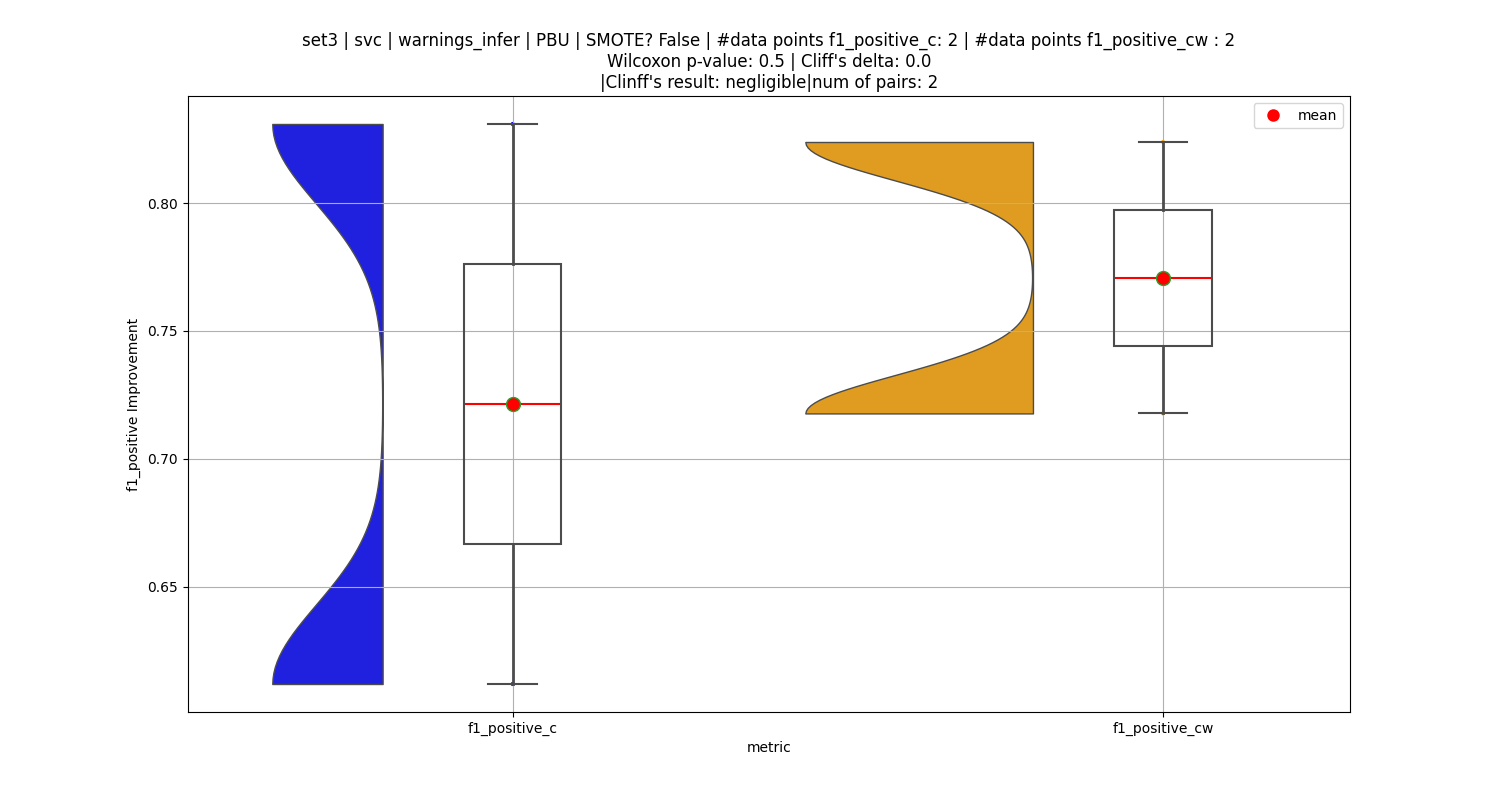 set3 | svc | warnings_infer | PBU | SMOTE? False | #data points f1_positive_c: 2 | #data points f1_positive_cw : 2
Wilcoxon p-value: 0.5 | Cliff's delta: 0.0
|Clinff's result: negligible|num of pairs: 2
mean
0.80
0.75
0.70
0.65
f1_positive Improvement
f1_positive_c
f1_positive_cw
metric